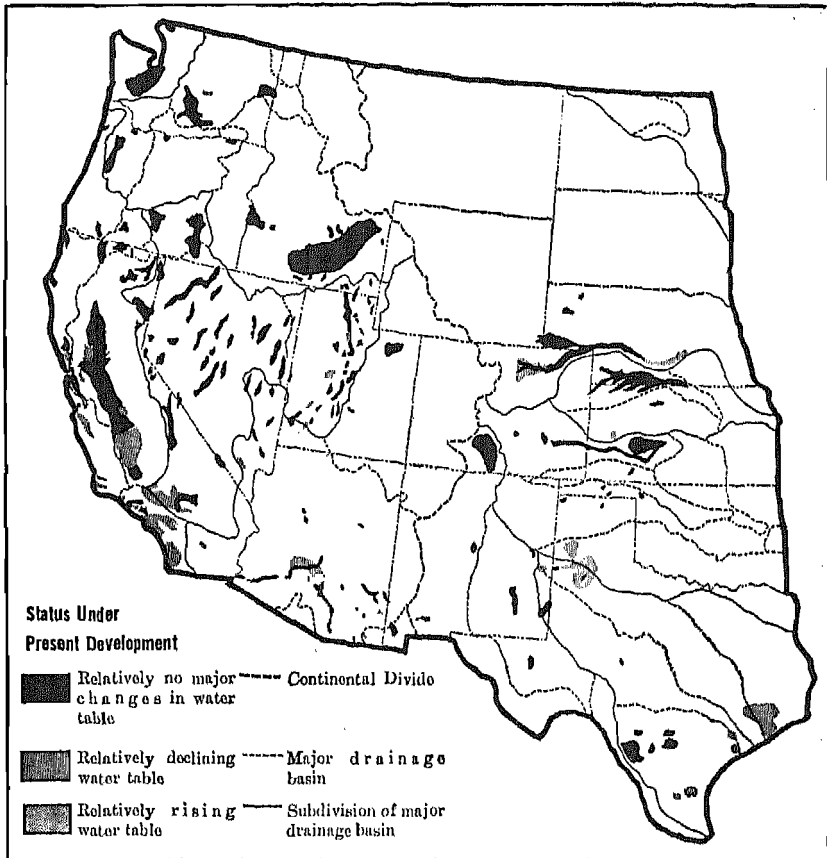 Status Under
Present Development
Relatively no major
changes in water
table
Continental Divide
Relatively declining
water table
Major drainage
basin
Relatively rising
water table
Subdivision of major
drainage basin